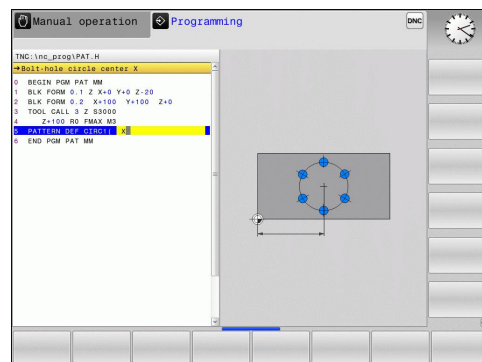 Manual operation
Programming
DNC
TNC:\nc_prog\PAT.H
→Bolt-hole circle center X
0 BEGIN PGM PAT MM
1 BLK FORM 0.1 Z X+0 Y+0 Z-20
2 BLK FORM 0.2 X+100 Y+100 Z+0
3 TOOL CALL 3 Z S3000
4 Z+100 R0 FMAX M3
5 PATTERN DEF CIRC1( X
6 END PGM PAT MM